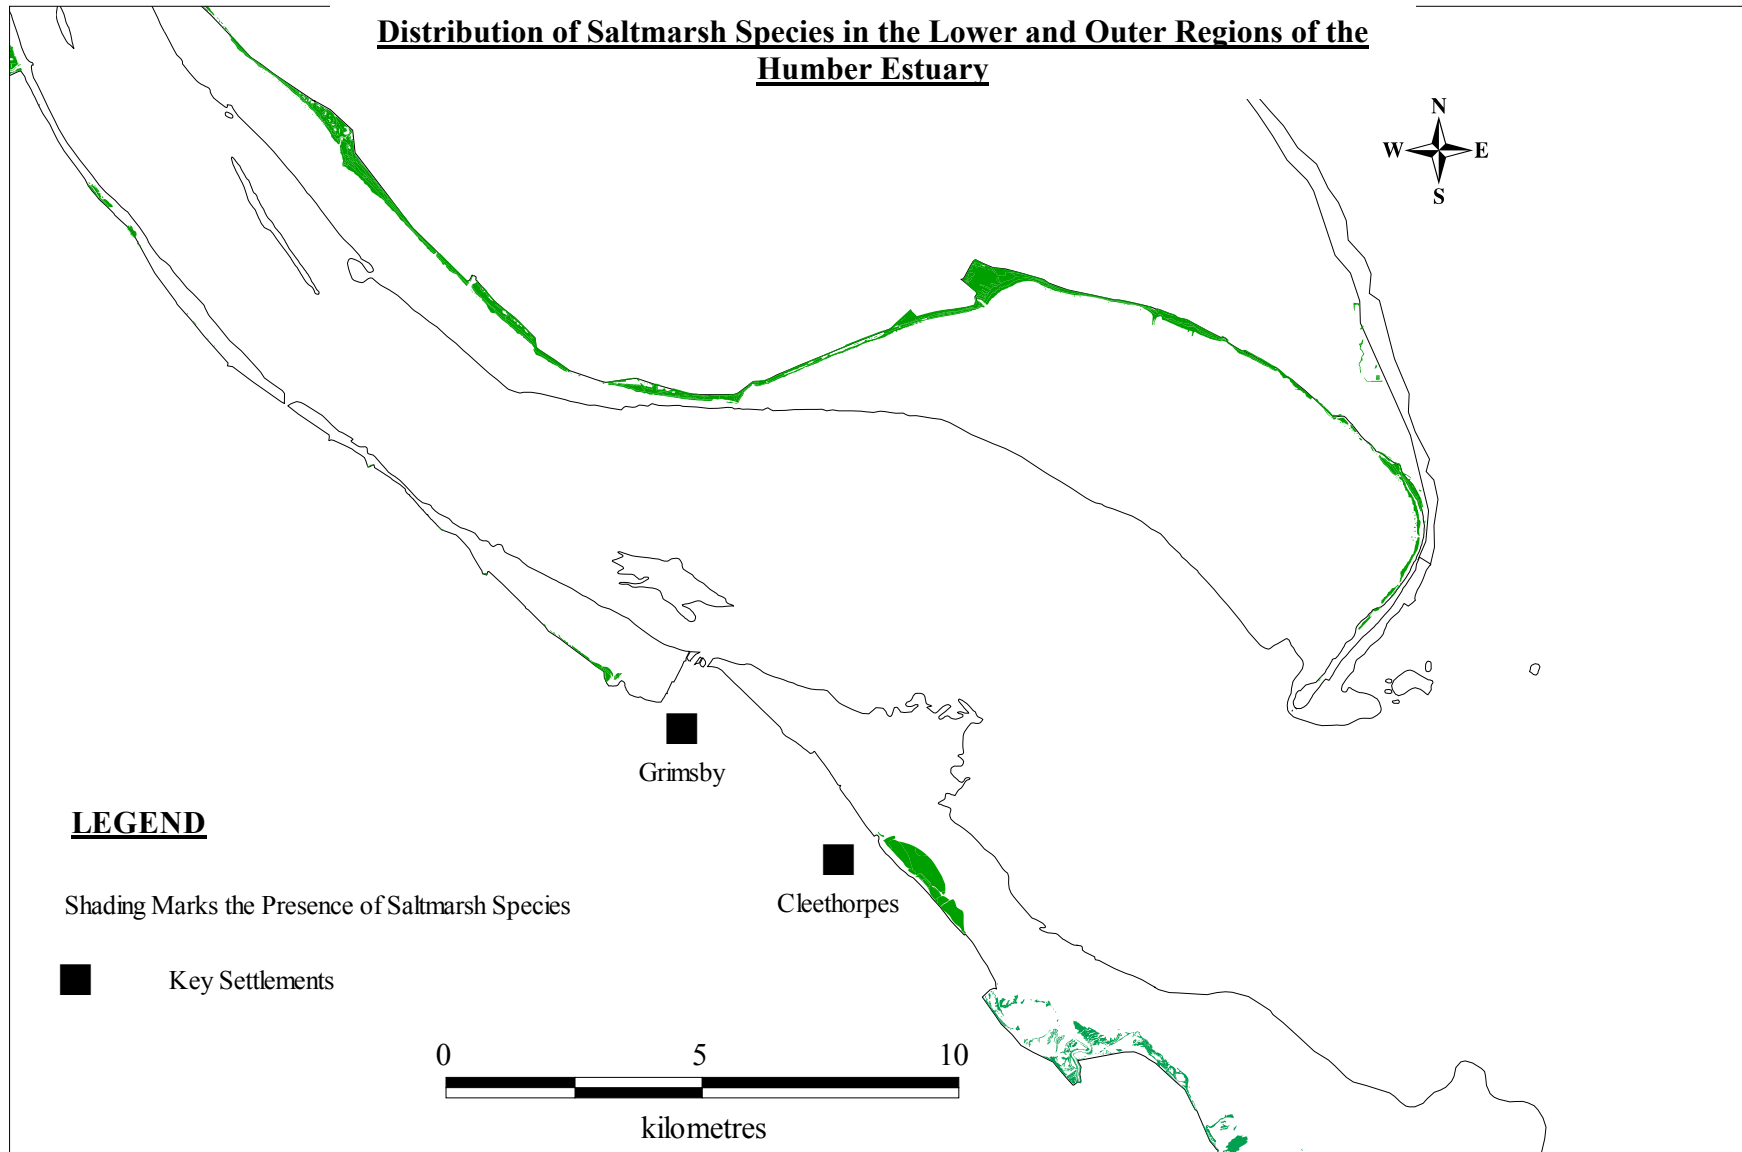 Distribution of Saltmarsh Species in the Lower and Outer Regions of the
Humber Estuary
N
W E
S
Grimsby
Cleethorpes
LEGEND
Shading Marks the Presence of Saltmarsh Species
Key Settlements
0 5 10
kilometres